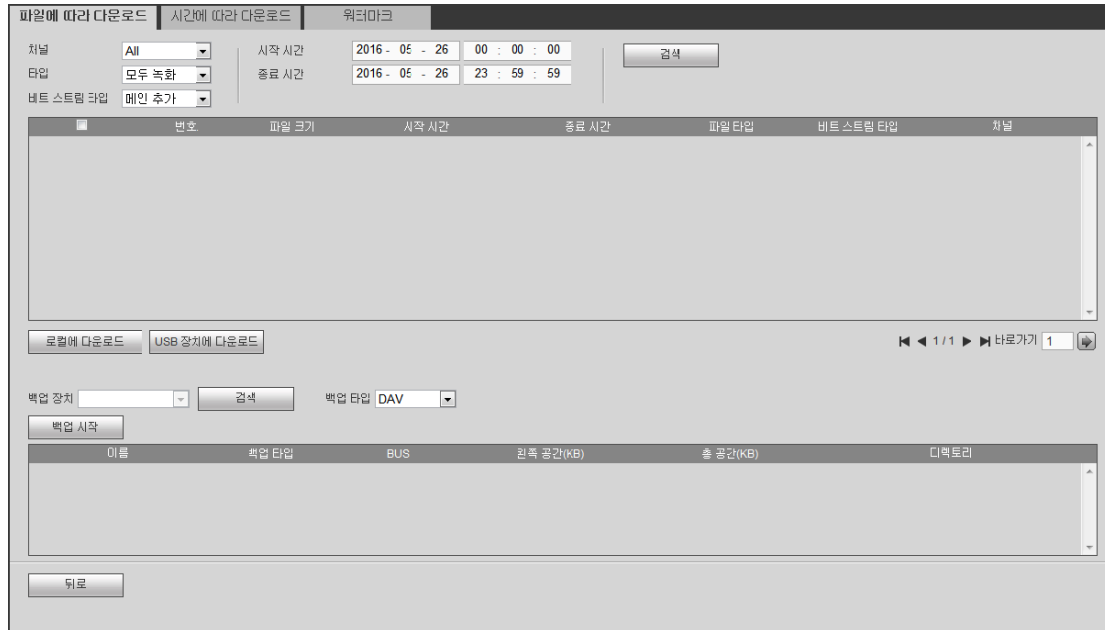 파일에 따라 다운로드 시간에 따라 다운로드 워터마크
채널 All 시작 시간 2016 - 05 - 26 00 : 00 : 00 검색
타입 모두 녹화 종료 시간 2016 - 05 - 26 23 : 59 : 59
비트 스트림 타입 메인 추가
번호. 파일 크기 시작 시간 종료 시간 파일 타입 비트 스트림 타입 채널
로컬에 다운로드 USB 장치에 다운로드 1 / 1 바로가기 1
백업 장치 검색 백업 타입 DAV
백업 시작
이름 백업 타입 BUS 왼쪽 공간(KB) 총 공간(KB) 디렉토리
뒤로